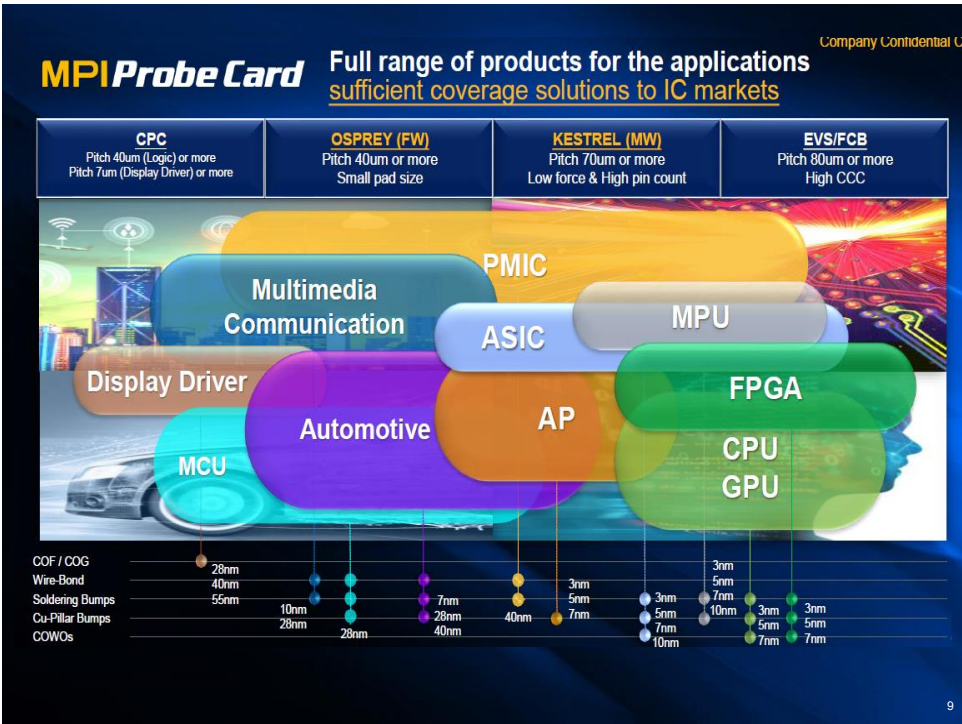 Company Confidential C
MPI Probe Card
Full range of products for the applications
sufficient coverage solutions to IC markets
CPC
Pitch 40um (Logic) or more
Pitch 7um (Display Driver) or more
OSPREY (FW)
Pitch 40um or more
Small pad size
KESTREL (MW)
Pitch 70um or more
Low force & High pin count
EVS/FCB
Pitch 80um or more
High CCC
PMIC
Multimedia
Communication
MPU
ASIC
Display Driver
FPGA
Automotive
AP
MCU
CPU
GPU
COF / COG
Wire-Bond
Soldering Bumps
Cu-Pillar Bumps
COWOs
28nm
40nm
55nm
10nm
28nm
28nm
7nm
28nm
40nm
40nm
3nm
5nm
7nm
3nm
5nm
7nm
10nm
3nm
5nm
7nm
10nm
3nm
5nm
7nm
3nm
5nm
7nm
9